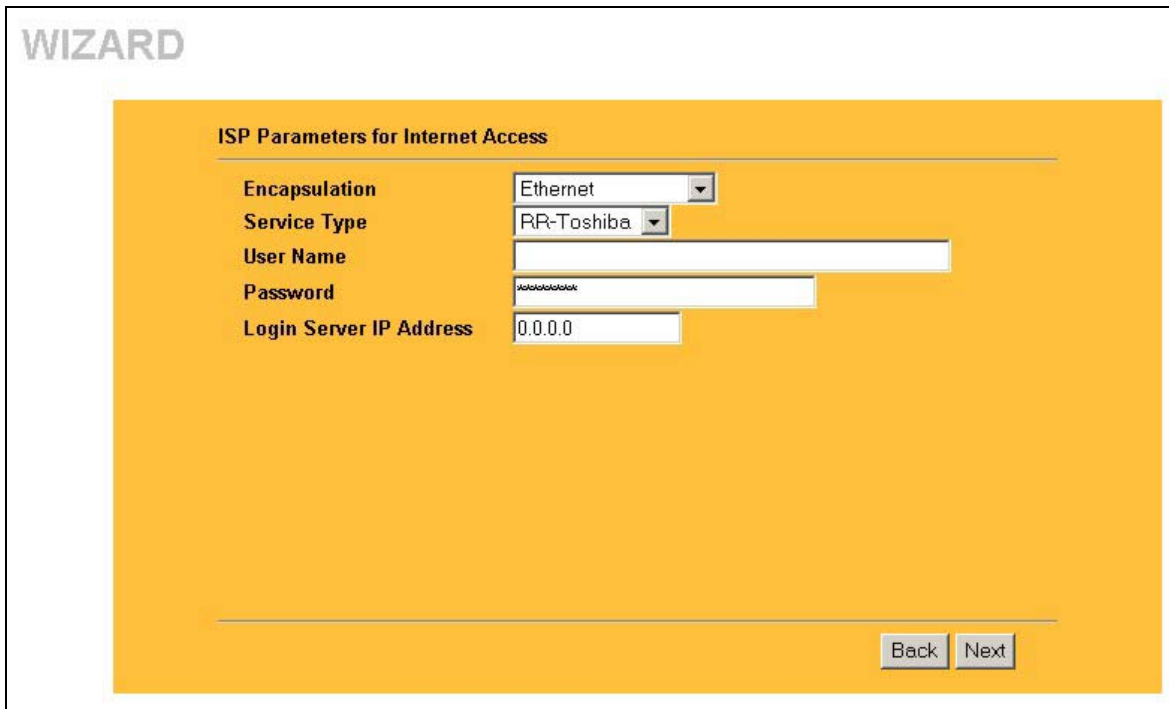 WIZARD
ISP Parameters for Internet Access
Encapsulation Ethernet
Service Type RR-Toshiba
User Name
Password **********
Login Server IP Address 0.0.0.0
Back Next